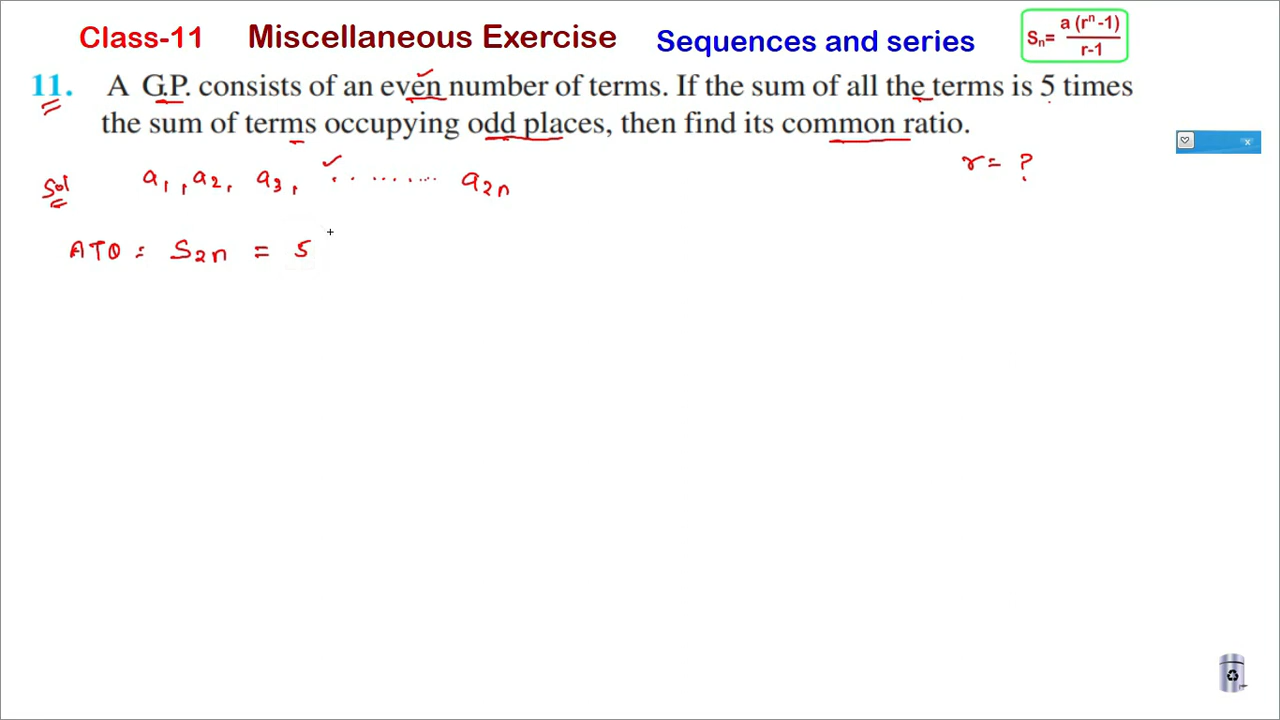 Class-11 Miscellaneous Exercise Sequences and series Sₙ= a (rⁿ -1) / r-1
11. A G.P. consists of an even number of terms. If the sum of all the terms is 5 times
the sum of terms occupying odd places, then find its common ratio.
r = ?
Sol a₁, a₂, a₃, ........... a₂ₙ
ATQ : S₂ₙ = 5